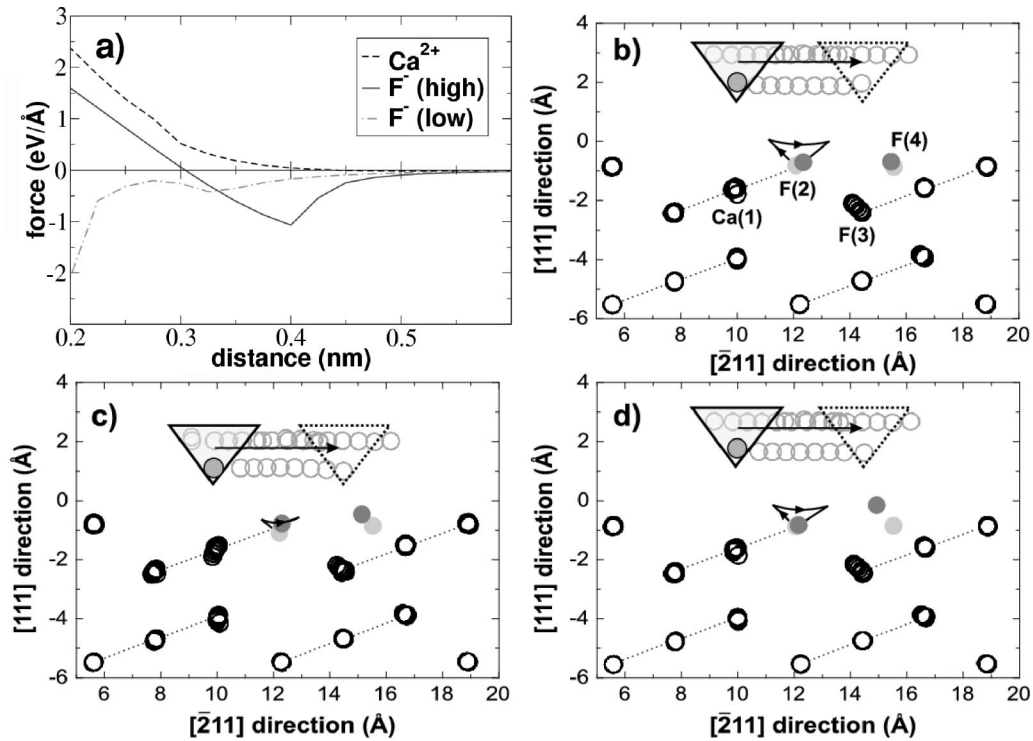 a)
Ca2+
F- (high)
F- (low)
force (eV/Å)
3
2
1
0
-1
-2
0.2
0.3
0.4
0.5
distance (nm)
b)
[111] direction (Å)
4
2
0
-2
-4
-6
F(4)
F(2)
Ca(1)
F(3)
6 8 10 12 14 16 18 20
[2̄11] direction (Å)
c)
[111] direction (Å)
4
2
0
-2
-4
-6
6 8 10 12 14 16 18 20
[2̄11] direction (Å)
d)
[111] direction (Å)
4
2
0
-2
-4
-6
6 8 10 12 14 16 18 20
[2̄11] direction (Å)